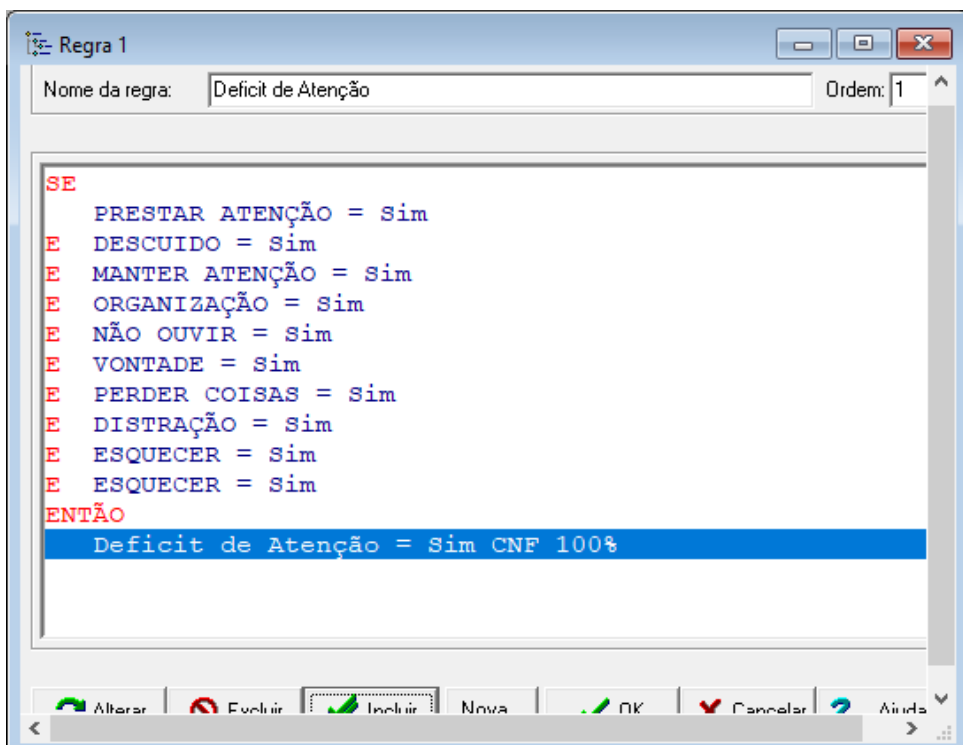 Regra 1
Nome da regra: Deficit de Atenção Ordem: 1
SE
PRESTAR ATENÇÃO = Sim
E DESCUIDO = Sim
E MANTER ATENÇÃO = Sim
E ORGANIZAÇÃO = Sim
E NÃO OUVIR = Sim
E VONTADE = Sim
E PERDER COISAS = Sim
E DISTRAÇÃO = Sim
E ESQUECER = Sim
E ESQUECER = Sim
ENTÃO
Deficit de Atenção = Sim CNF 100%
Alterar Excluir Incluir Nova OK Cancelar Ajuda